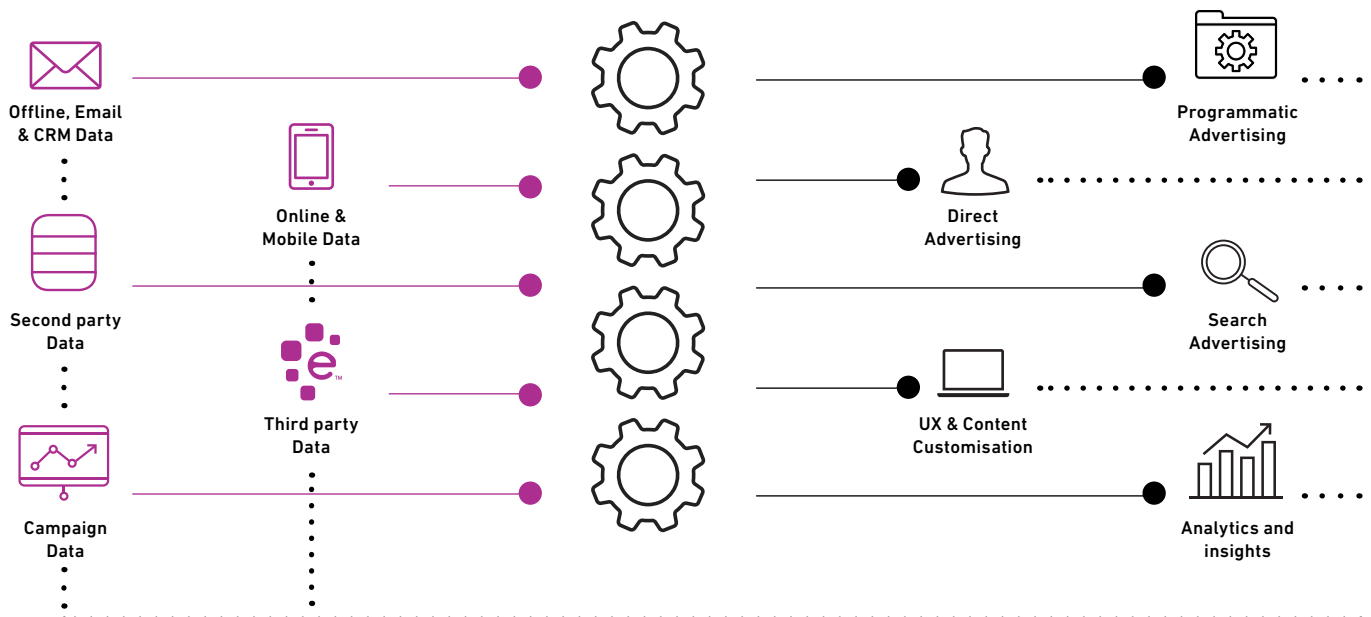 Offline, Email
& CRM Data
Online &
Mobile Data
Second party
Data
e™
Third party
Data
Campaign
Data
Programmatic
Advertising
Direct
Advertising
Search
Advertising
UX & Content
Customisation
Analytics and
insights